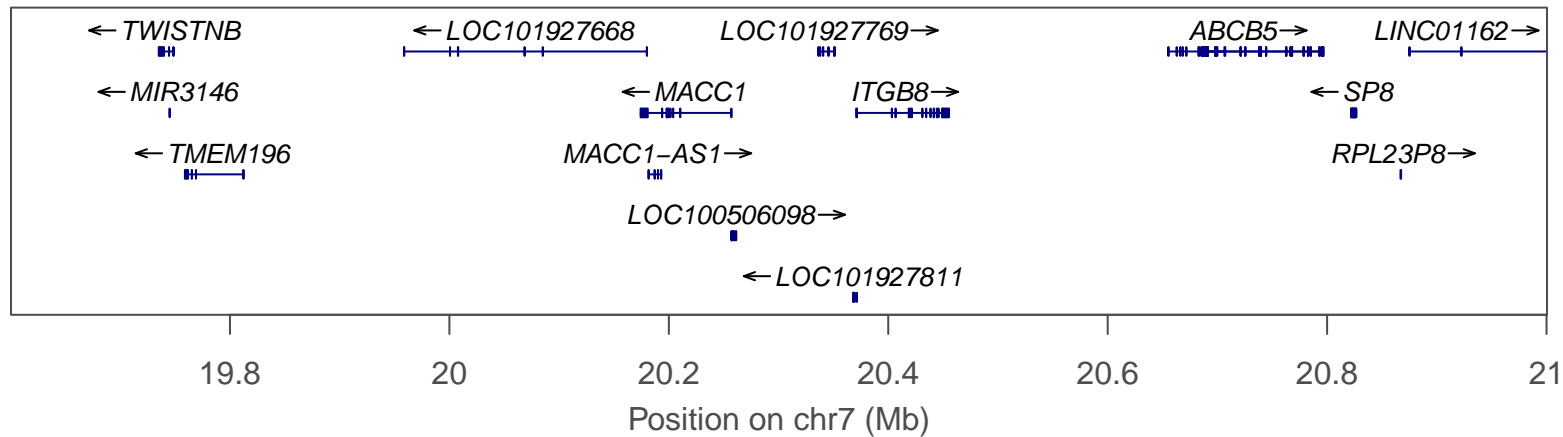 ←TWISTNB ←LOC101927668 LOC101927769→ ABCB5→ LINC01162→
←MIR3146 ←MACC1 ITGB8→ ←SP8
←TMEM196 MACC1−AS1→ RPL23P8→
LOC100506098→
←LOC101927811
19.8 20 20.2 20.4 20.6 20.8 21
Position on chr7 (Mb)